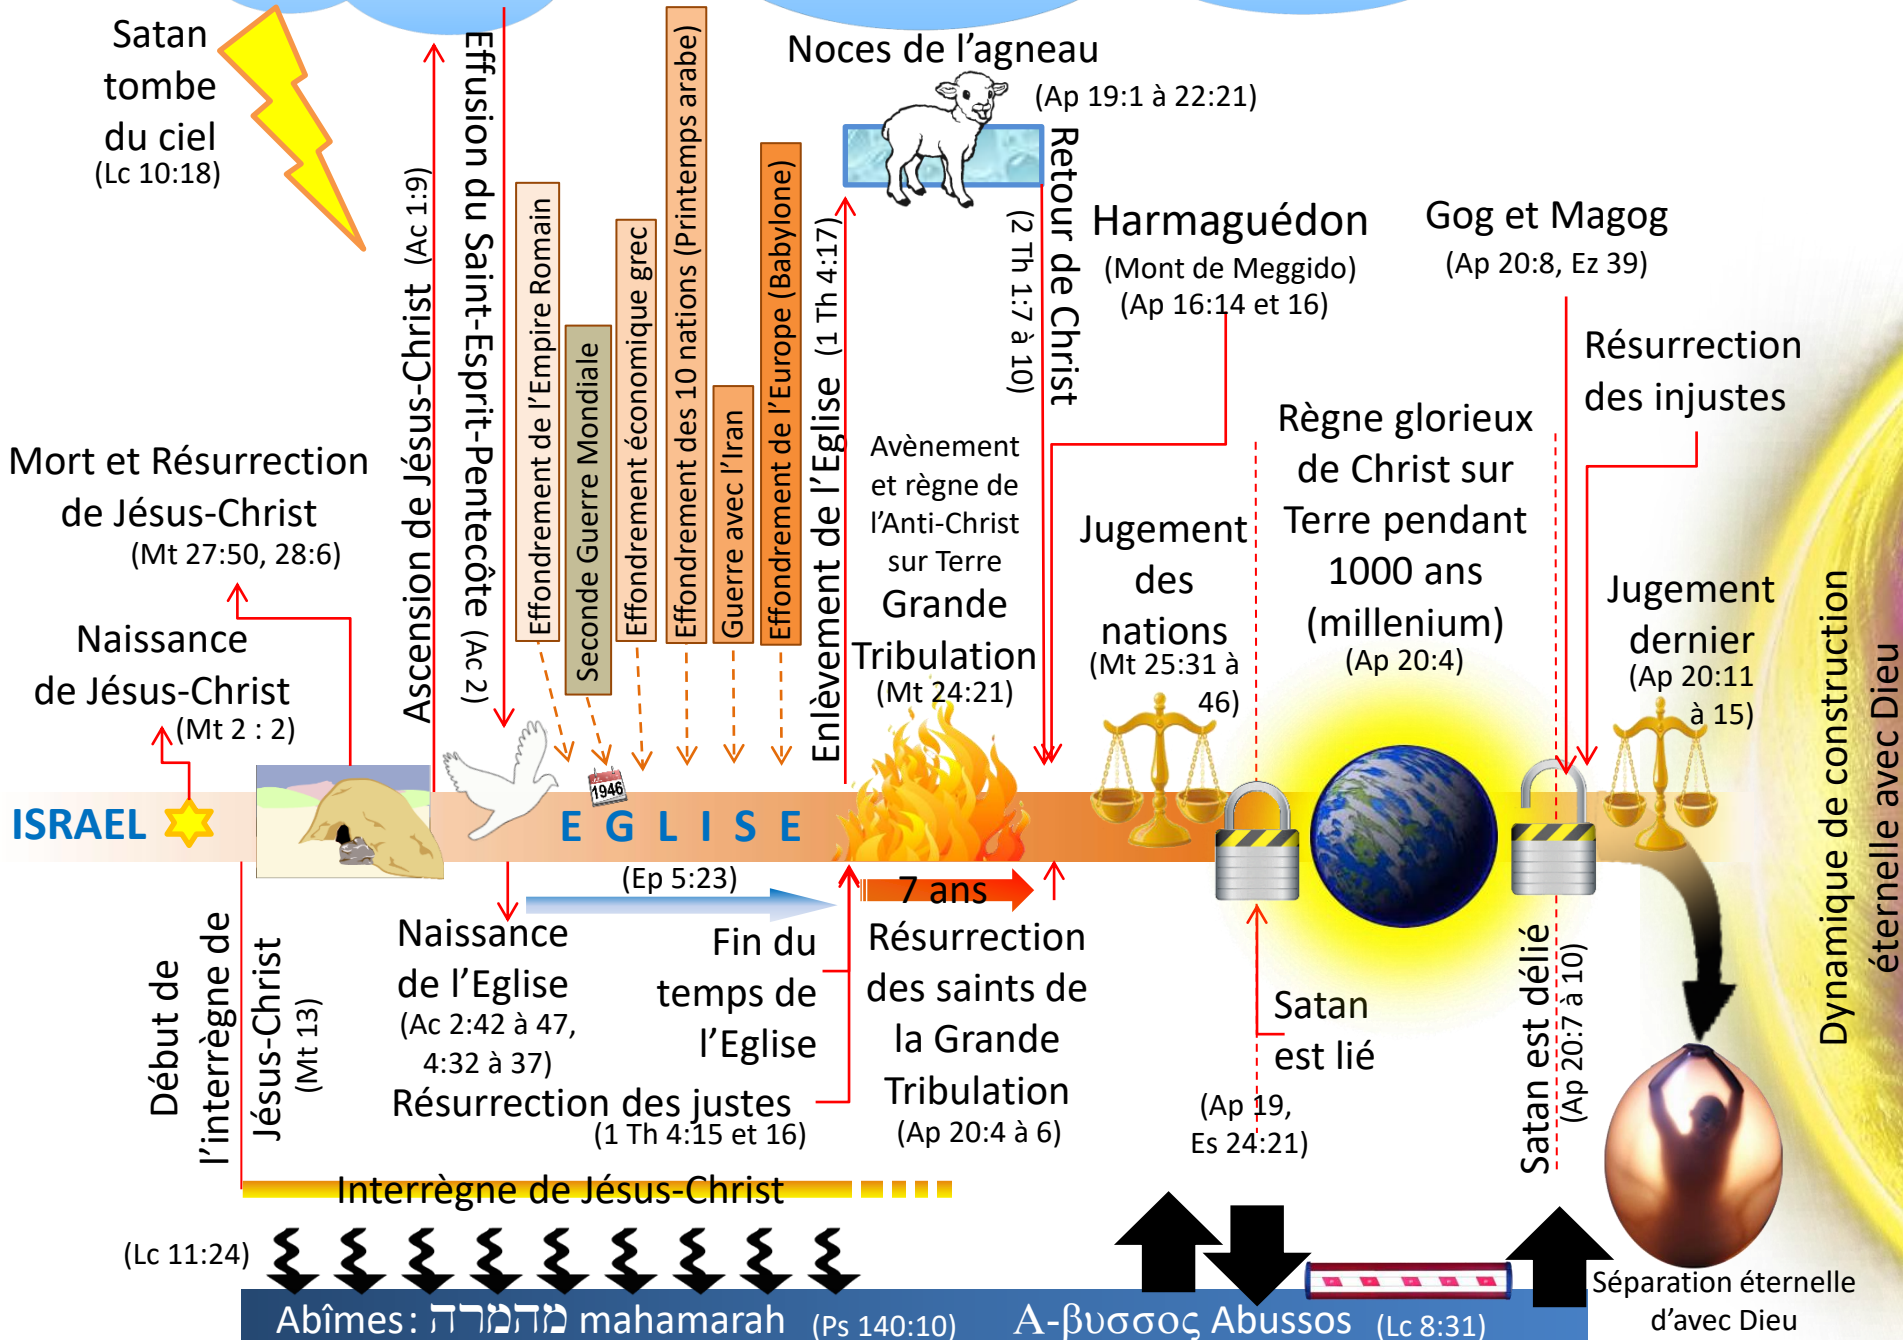 Satan
tombe
du ciel
(Lc 10:18)
Ascension de Jésus-Christ (Ac 1:9)
Effusion du Saint-Esprit-Pentecôte (Ac 2)
Effondrement de l'Empire Romain
Seconde Guerre Mondiale
Effondrement économique grec
Effondrement des 10 nations (Printemps arabe)
Guerre avec l'Iran
Effondrement de l'Europe (Babylone)
Enlèvement de l'Eglise (1 Th 4:17)
Noces de l'agneau
(Ap 19:1 à 22:21)
Retour de Christ
(2 Th 1:7 à 10)
Harmaguédon
(Mont de Meggido)
(Ap 16:14 et 16)
Gog et Magog
(Ap 20:8, Ez 39)
Résurrection
des injustes
Mort et Résurrection
de Jésus-Christ
(Mt 27:50, 28:6)
Naissance
de Jésus-Christ
(Mt 2 : 2)
Avènement
et règne de
l'Anti-Christ
sur Terre
Grande
Tribulation
(Mt 24:21)
Jugement
des
nations
(Mt 25:31 à
46)
Règne glorieux
de Christ sur
Terre pendant
1000 ans
(millenium)
(Ap 20:4)
Jugement
dernier
(Ap 20:11
à 15)
Dynamique de construction
éternelle avec Dieu
ISRAEL
1946
E G L I S E
(Ep 5:23)
7 ans
Début de
l'interrègne de
Jésus-Christ
(Mt 13)
Naissance
de l'Eglise
(Ac 2:42 à 47,
4:32 à 37)
Fin du
temps de
l'Eglise
Résurrection des justes
(1 Th 4:15 et 16)
Résurrection
des saints de
la Grande
Tribulation
(Ap 20:4 à 6)
Satan
est lié
(Ap 19,
Es 24:21)
Satan est délié
(Ap 20:7 à 10)
Interrègne de Jésus-Christ
(Lc 11:24)
Séparation éternelle
d'avec Dieu
Abîmes : מהמרה mahamarah (Ps 140:10) Α-βυσσος Abussos (Lc 8:31)